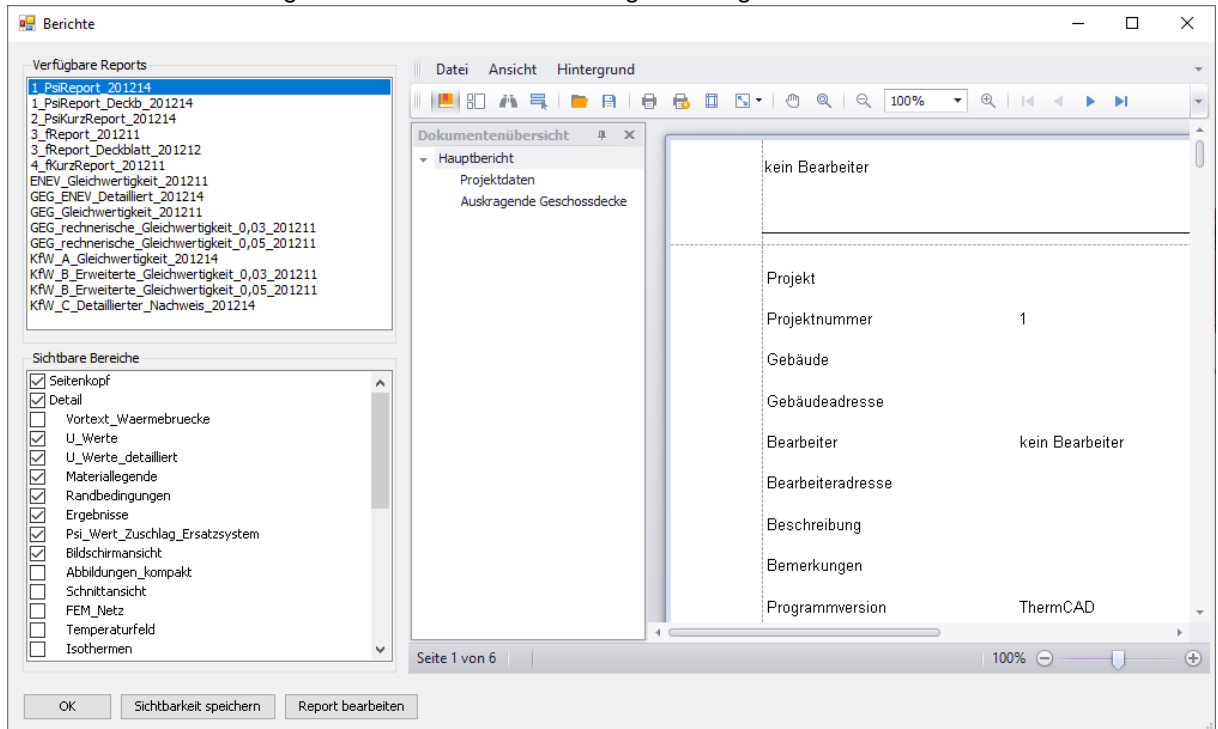 Berichte
Verfügbare Reports
1_PsiReport_201214
1_PsiReport_Deckb_201214
2_PsiKurzReport_201214
3_fReport_201211
3_fReport_Deckblatt_201212
4_fKurzReport_201211
ENEV_Gleichwertigkeit_201211
GEG_ENEV_Detailliert_201214
GEG_Gleichwertigkeit_201211
GEG_rechnerische_Gleichwertigkeit_0,03_201211
GEG_rechnerische_Gleichwertigkeit_0,05_201211
KfW_A_Gleichwertigkeit_201214
KfW_B_Erweiterte_Gleichwertigkeit_0,03_201211
KfW_B_Erweiterte_Gleichwertigkeit_0,05_201211
KfW_C_Detaillierter_Nachweis_201214
Sichtbare Bereiche
Seitenkopf
Detail
Vortext_Waermebruecke
U_Werte
U_Werte_detailliert
Materiallegende
Randbedingungen
Ergebnisse
Psi_Wert_Zuschlag_Ersatzsystem
Bildschirmansicht
Abbildungen_kompakt
Schnittansicht
FEM_Netz
Temperaturfeld
Isothermen
Datei Ansicht Hintergrund
100%
Dokumentenübersicht
Hauptbericht
Projektdaten
Auskragende Geschossdecke
kein Bearbeiter
Projekt
Projektnummer 1
Gebäude
Gebäudeadresse
Bearbeiter kein Bearbeiter
Bearbeiteradresse
Beschreibung
Bemerkungen
Programmversion ThermCAD
Seite 1 von 6 100%
OK Sichtbarkeit speichern Report bearbeiten